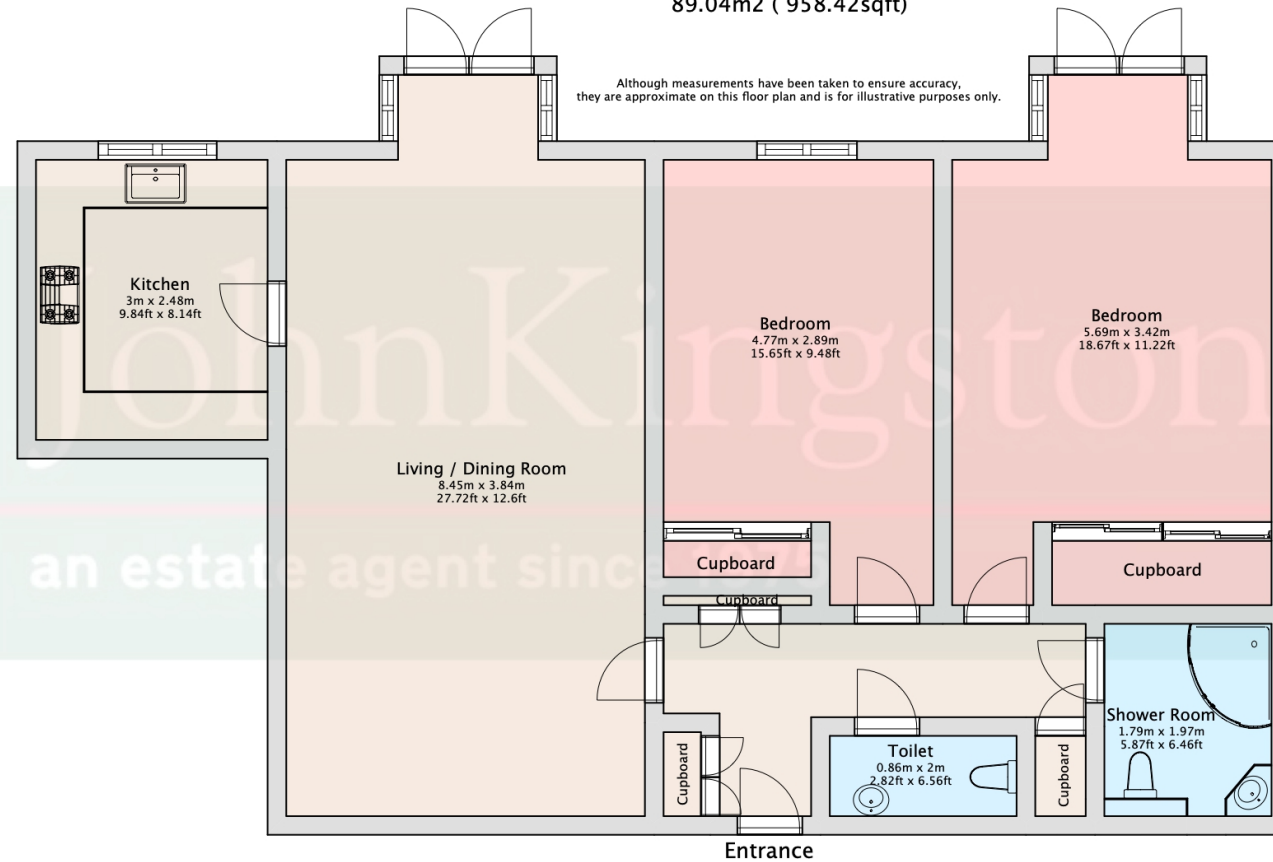 89.04m2 ( 958.42sqft)
Although measurements have been taken to ensure accuracy,
they are approximate on this floor plan and is for illustrative purposes only.
Kitchen
3m x 2.48m
9.84ft x 8.14ft
Bedroom
4.77m x 2.89m
15.65ft x 9.48ft
Bedroom
5.69m x 3.42m
18.67ft x 11.22ft
JohnKingston
Living / Dining Room
8.45m x 3.84m
27.72ft x 12.6ft
an estate agent since 1975
Cupboard
Cupboard
Cupboard
Cupboard
Toilet
0.86m x 2m
2.82ft x 6.56ft
Cupboard
Shower Room
1.79m x 1.97m
5.87ft x 6.46ft
Entrance